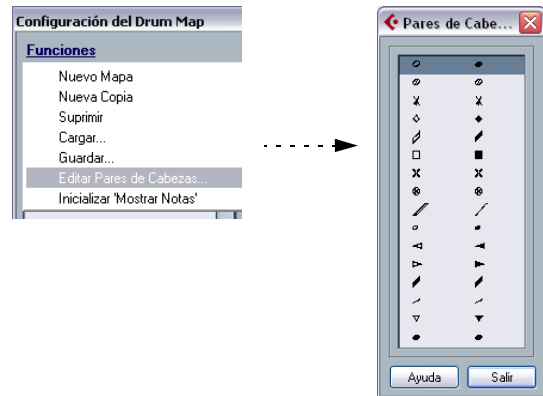 Configuración del Drum Map
Funciones
Nuevo Mapa
Nueva Copia
Suprimir
Cargar...
Guardar...
Editar Pares de Cabezas...
Inicializar 'Mostrar Notas'
Pares de Cabe...
Ayuda
Salir